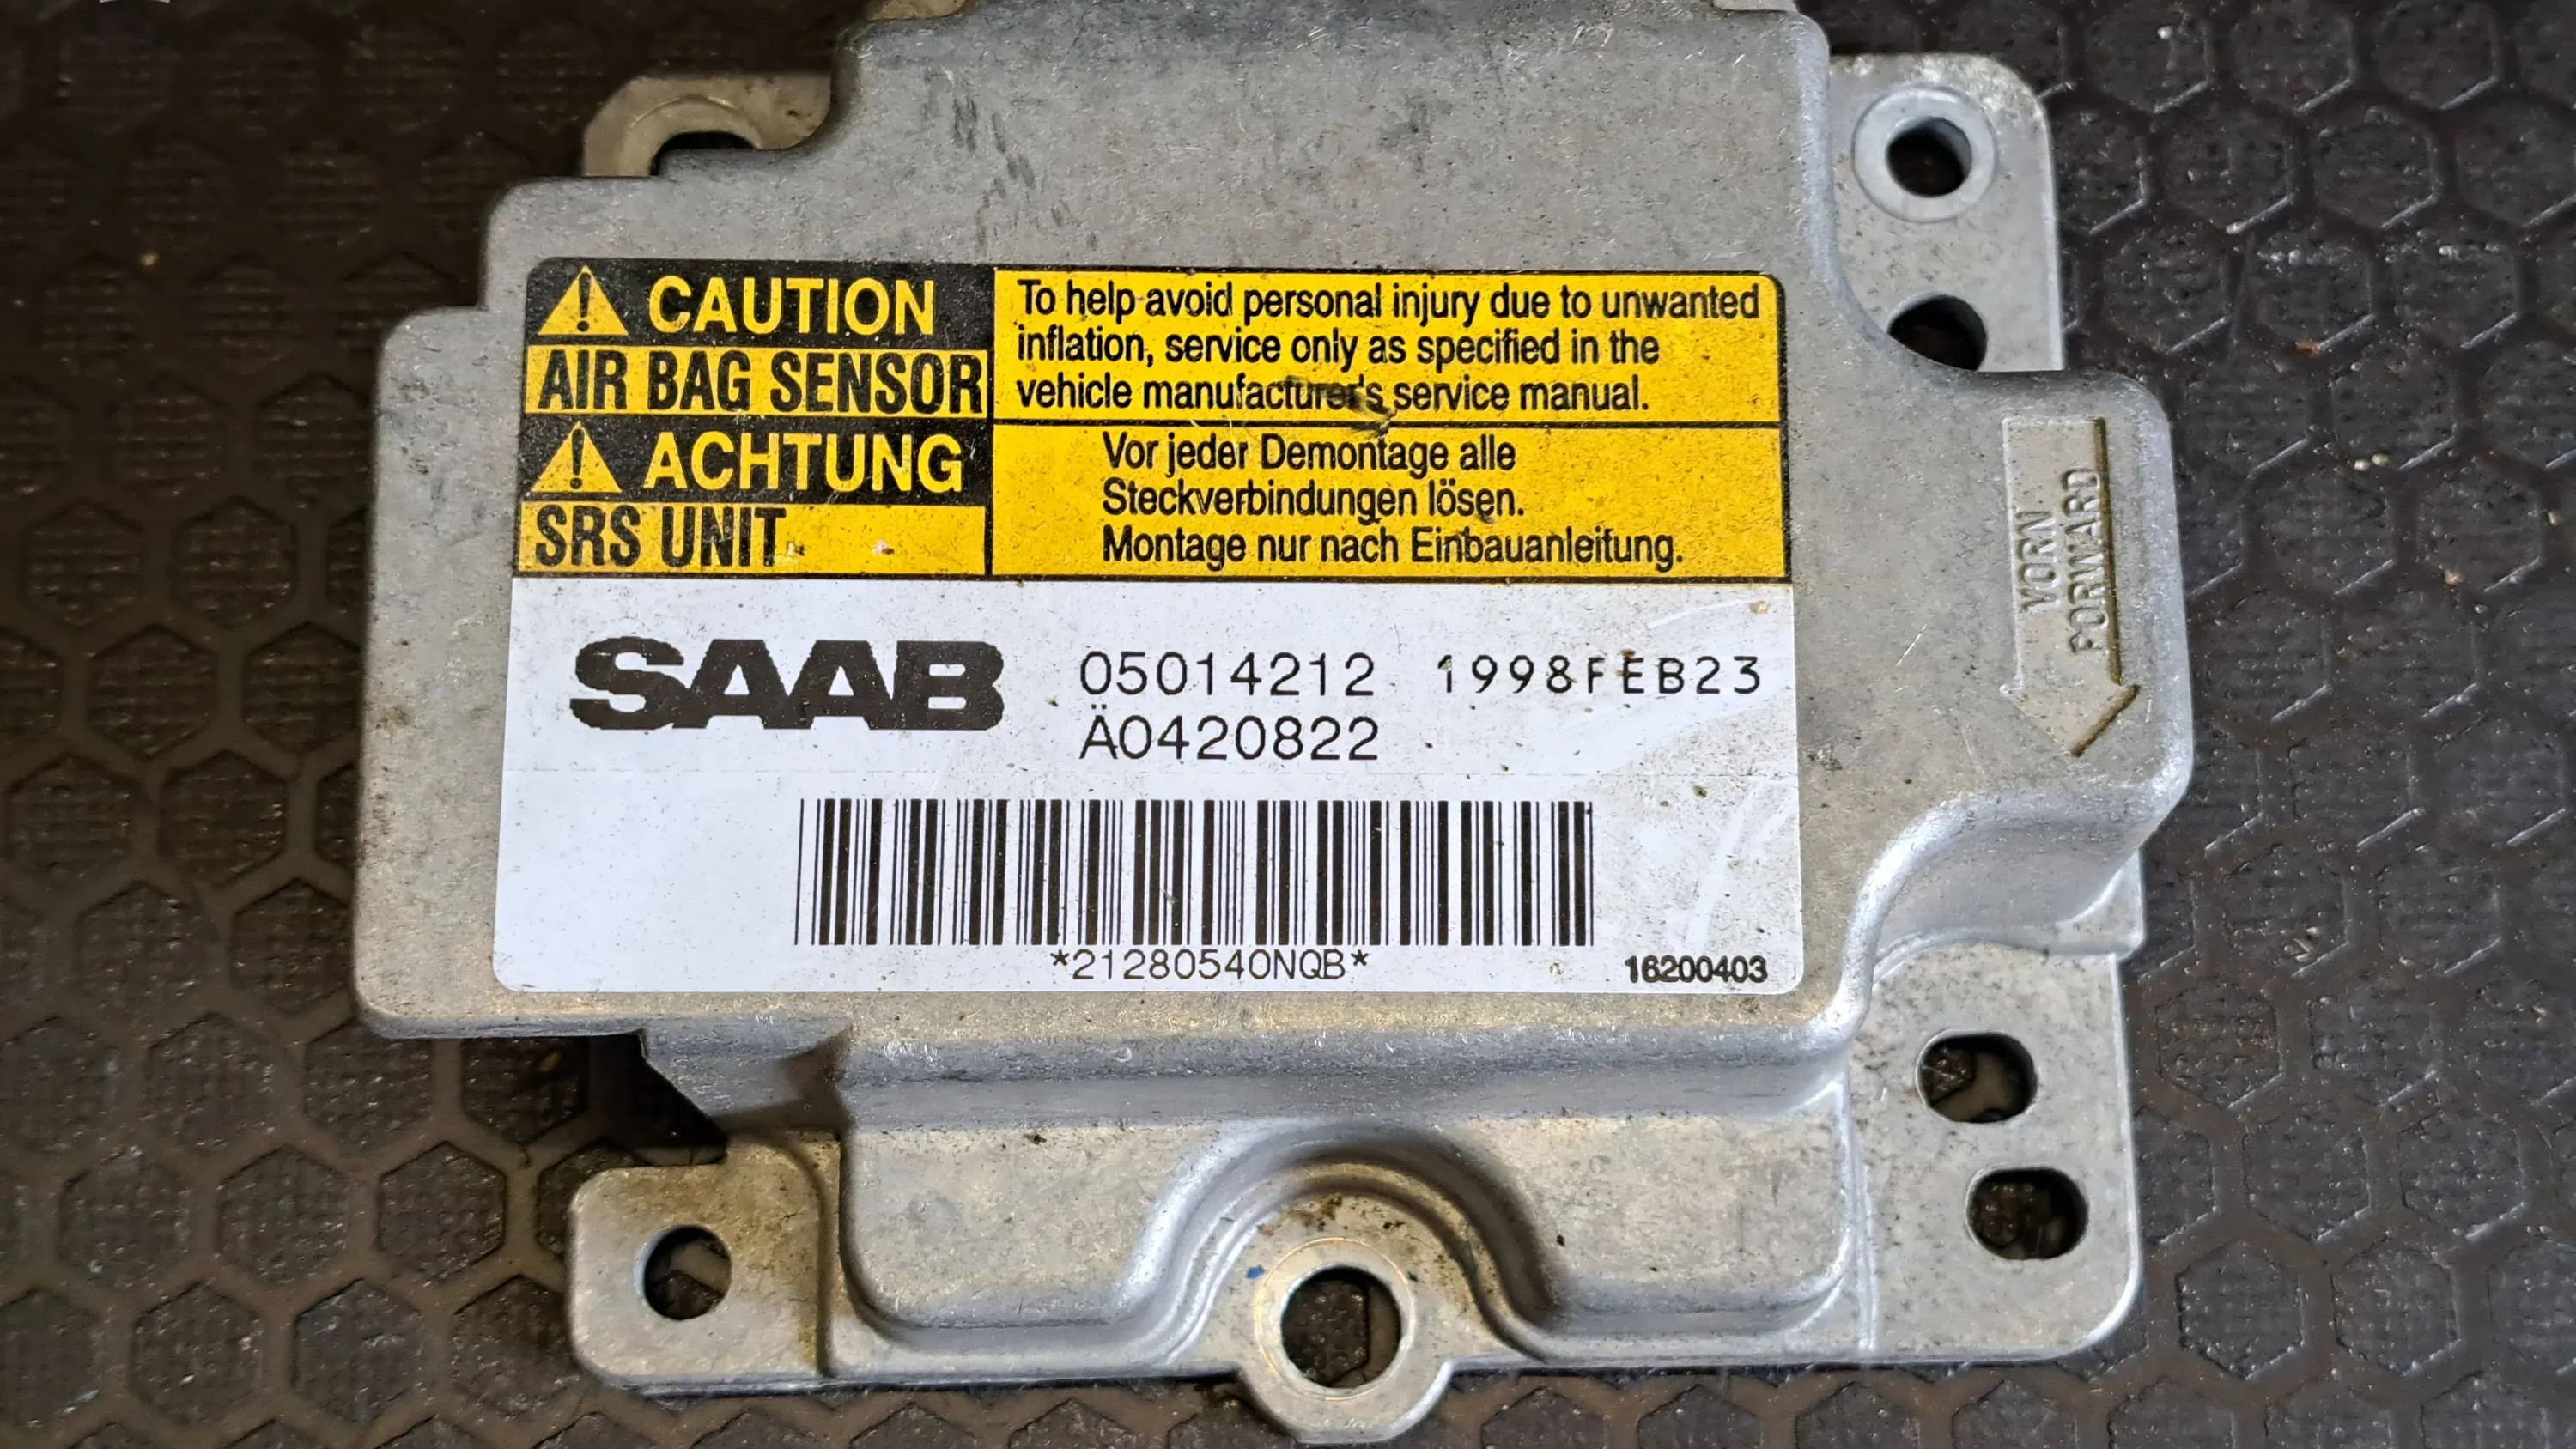 CAUTION
AIR BAG SENSOR
To help avoid personal injury due to unwanted
inflation, service only as specified in the
vehicle manufacturer's service manual.
ACHTUNG
SRS UNIT
Vor jeder Demontage alle
Steckverbindungen lösen.
Montage nur nach Einbauanleitung.
SAAB 05014212 1998FEB23
Ä0420822
*21280540NQB*
16200403
VORN
FORWARD